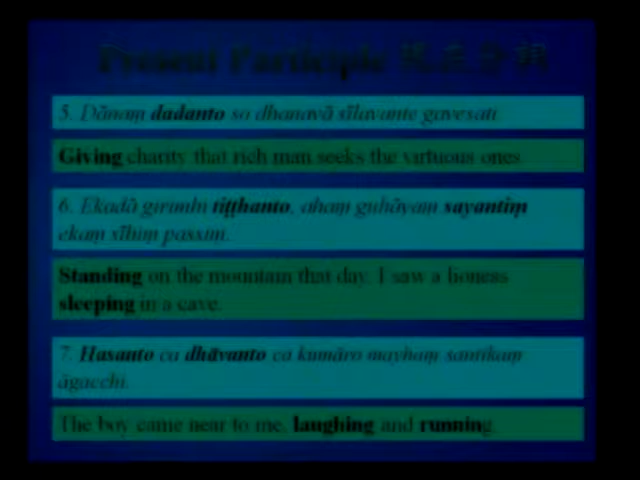 Present Participle 現在分詞
5. Dānaṃ dadanto so dhanavā sīlavante gavesati.
Giving charity that rich man seeks the virtuous ones.
6. Ekadā girimhi tiṭṭhanto, ahaṃ guhāyaṃ sayantiṃ
ekaṃ sīhiṃ passiṃ.
Standing on the mountain that day, I saw a lioness
sleeping in a cave.
7. Hasanto ca dhāvanto ca kumāro mayhaṃ santikaṃ
āgacchi.
The boy came near to me, laughing and running.